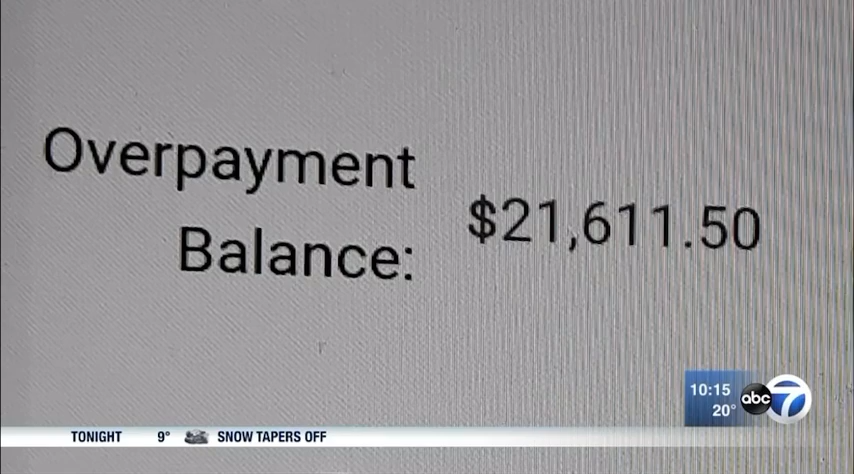 Overpayment
Balance:
$21,611.50
10:15
20°
abc 7
TONIGHT 9° SNOW TAPERS OFF